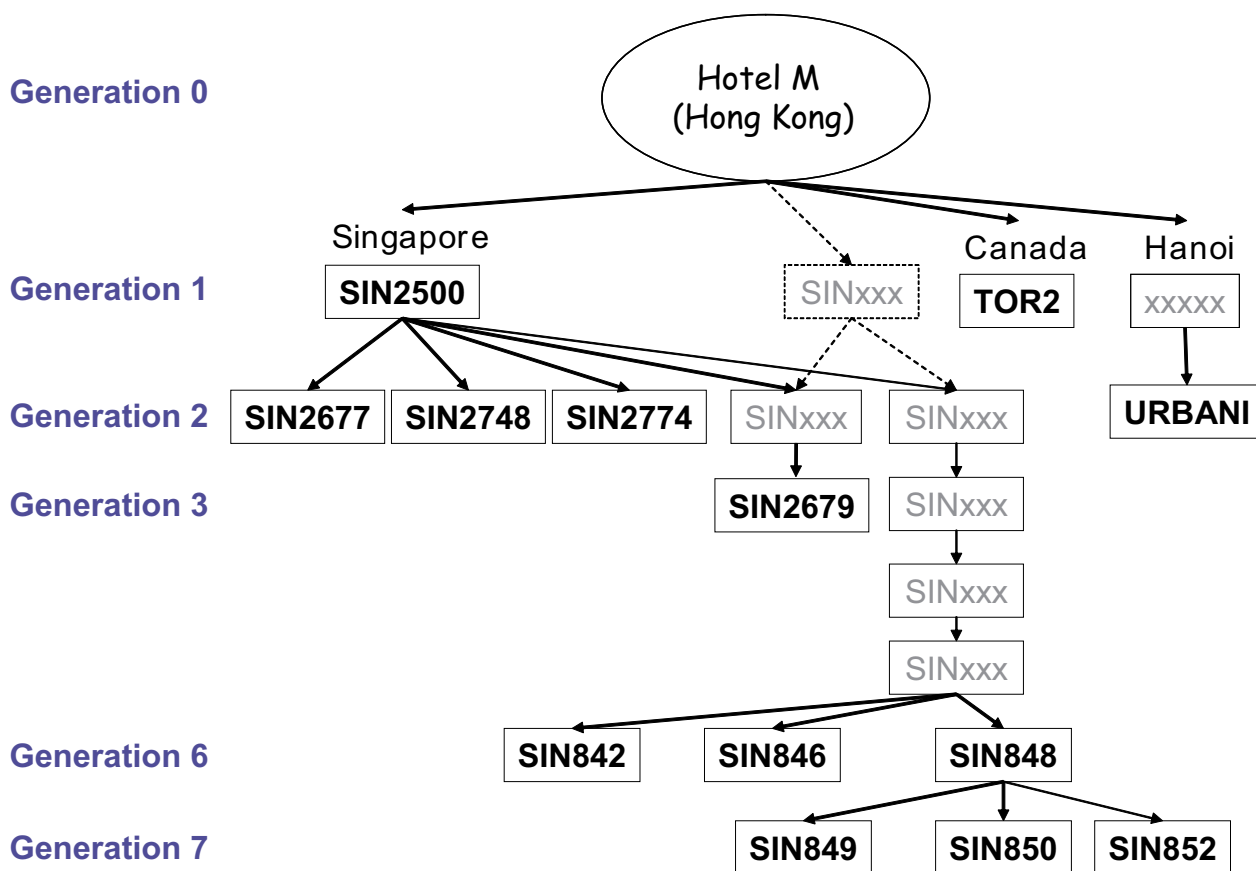 Generation 0
Hotel M
(Hong Kong)
Singapore
Canada
Hanoi
Generation 1
SIN2500
SINxxx
TOR2
xxxxx
Generation 2
SIN2677
SIN2748
SIN2774
SINxxx
SINxxx
URBANI
Generation 3
SIN2679
SINxxx
SINxxx
SINxxx
Generation 6
SIN842
SIN846
SIN848
Generation 7
SIN849
SIN850
SIN852